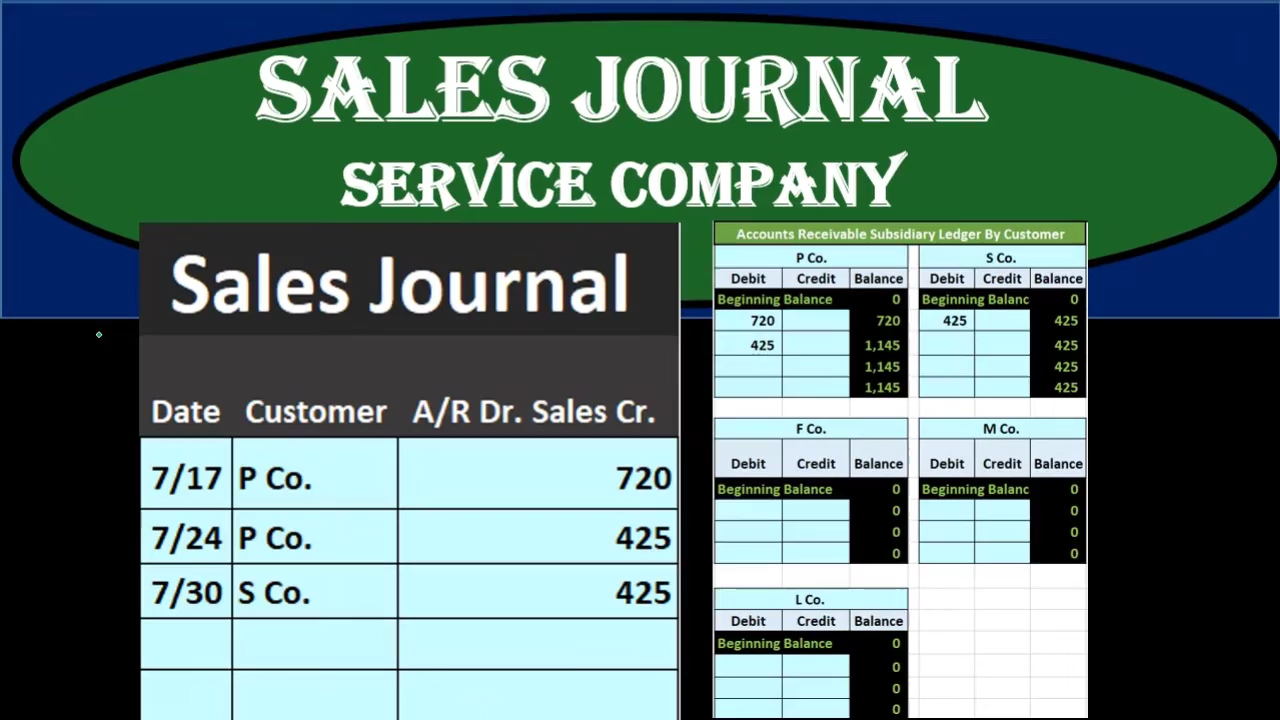 SALES JOURNAL
SERVICE COMPANY
Sales Journal
Date Customer A/R Dr. Sales Cr.
7/17 P Co. 720
7/24 P Co. 425
7/30 S Co. 425
Accounts Receivable Subsidiary Ledger By Customer
P Co. S Co.
Debit Credit Balance Debit Credit Balance
Beginning Balance 0 Beginning Balanc 0
720 720 425 425
425 1,145 425
1,145 425
1,145 425
F Co. M Co.
Debit Credit Balance Debit Credit Balance
Beginning Balance 0 Beginning Balanc 0
0 0
0 0
0 0
L Co.
Debit Credit Balance
Beginning Balance 0
0
0
0